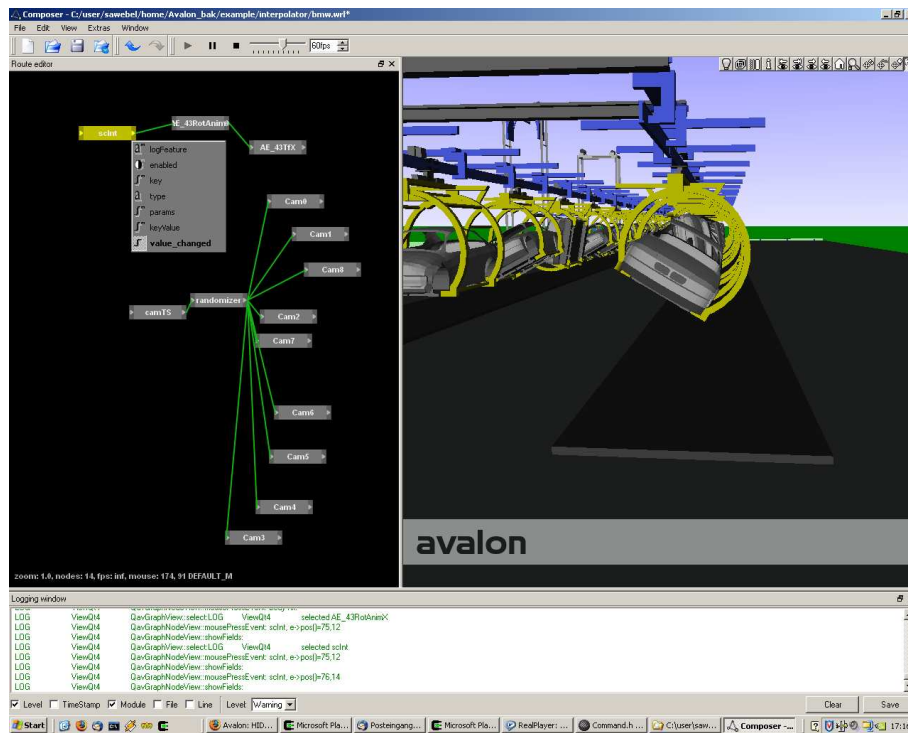 Composer - C:/user/sawebel/home/Avalon_bak/example/interpolator/bmw.wrl*
File Edit View Extras Window
60fps
Route editor
scInt
AE_43TfX
logFeature
enabled
key
type
params
keyValue
value_changed
Cam0
Cam1
Cam8
randomizer
camTS
Cam2
Cam7
Cam6
Cam5
Cam4
Cam3
zoom: 1.0, nodes: 14, fps: inf, mouse: 174, 91 DEFAULT_M
avalon
Logging window
LOG ViewQt4
LOG ViewQt4 QavGraphView::select:LOG ViewQt4 selected AE_43RotAnimX
LOG ViewQt4 QavGraphNodeView::mousePressEvent: scInt, e->pos()=75,12
LOG ViewQt4 QavGraphNodeView::showFields:
LOG ViewQt4 QavGraphView::select:LOG ViewQt4 selected scInt
LOG ViewQt4 QavGraphNodeView::mousePressEvent: scInt, e->pos()=75,12
LOG ViewQt4 QavGraphNodeView::showFields:
LOG ViewQt4 QavGraphNodeView::mousePressEvent: scInt, e->pos()=76,14
LOG ViewQt4 QavGraphNodeView::showFields:
Level TimeStamp Module File Line Level: Warning Clear Save
Start Avalon: HID... Microsoft Pla... Posteingang... Microsoft Pla... RealPlayer: ... Command.h ... C:\user\saw... Composer -... 17:16